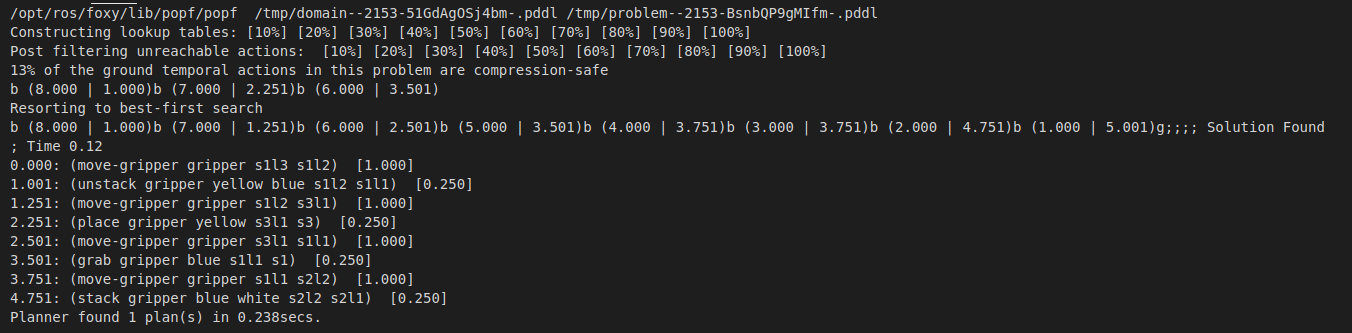 /opt/ros/foxy/lib/popf/popf  /tmp/domain--2153-51GdAgOSj4bm-.pddl /tmp/problem--2153-BsnbQP9gMIfm-.pddl
Constructing lookup tables: [10%] [20%] [30%] [40%] [50%] [60%] [70%] [80%] [90%] [100%]
Post filtering unreachable actions:  [10%] [20%] [30%] [40%] [50%] [60%] [70%] [80%] [90%] [100%]
13% of the ground temporal actions in this problem are compression-safe
b (8.000 | 1.000)b (7.000 | 2.251)b (6.000 | 3.501)
Resorting to best-first search
b (8.000 | 1.000)b (7.000 | 1.251)b (6.000 | 2.501)b (5.000 | 3.501)b (4.000 | 3.751)b (3.000 | 3.751)b (2.000 | 4.751)b (1.000 | 5.001)g;;;; Solution Found
; Time 0.12
0.000: (move-gripper gripper s1l3 s1l2)  [1.000]
1.001: (unstack gripper yellow blue s1l2 s1l1)  [0.250]
1.251: (move-gripper gripper s1l2 s3l1)  [1.000]
2.251: (place gripper yellow s3l1 s3)  [0.250]
2.501: (move-gripper gripper s3l1 s1l1)  [1.000]
3.501: (grab gripper blue s1l1 s1)  [0.250]
3.751: (move-gripper gripper s1l1 s2l2)  [1.000]
4.751: (stack gripper blue white s2l2 s2l1)  [0.250]
Planner found 1 plan(s) in 0.238secs.